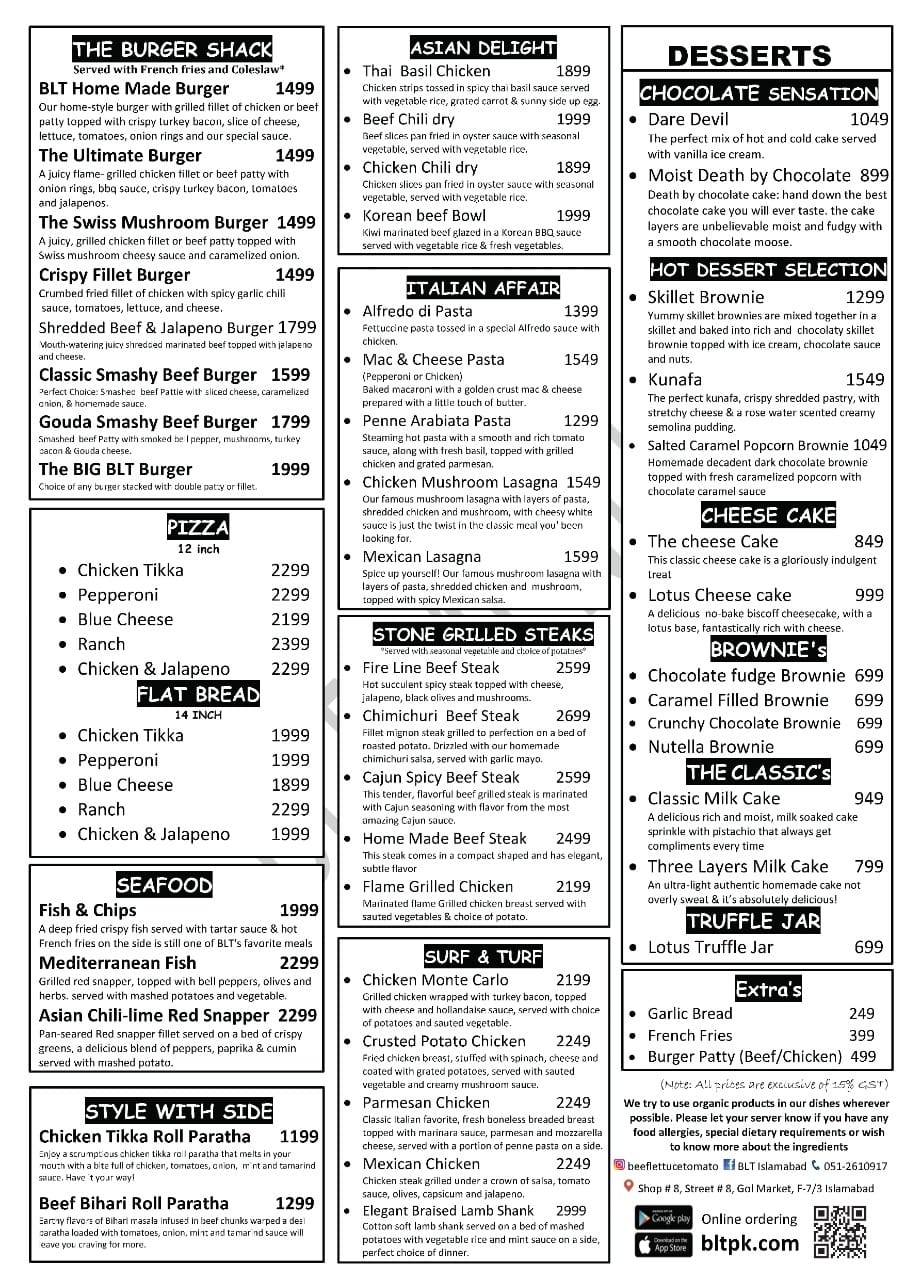 THE BURGER SHACK
Served with French fries and Coleslaw*
BLT Home Made Burger 1499
Our home-style burger with grilled fillet of chicken or beef
patty topped with crispy turkey bacon, slice of cheese,
lettuce, tomatoes, onion rings and our special sauce.
The Ultimate Burger 1499
A juicy flame- grilled chicken fillet or beef patty with
onion rings, bbq sauce, crispy turkey bacon, tomatoes
and jalapenos.
The Swiss Mushroom Burger 1499
A juicy, grilled chicken fillet or beef patty topped with
Swiss mushroom cheesy sauce and caramelized onion.
Crispy Fillet Burger 1499
Crumbed fried fillet of chicken with spicy garlic chili
sauce, tomatoes, lettuce, and cheese.
Shredded Beef & Jalapeno Burger 1799
Mouth-watering juicy shredded marinated beef topped with jalapeno
and cheese.
Classic Smashy Beef Burger 1599
Perfect Choice: Smashed beef Pattie with sliced cheese, caramelized
onion, & homemade sauce.
Gouda Smashy Beef Burger 1799
Smashed beef Patty with smoked bell pepper, mushrooms, turkey
bacon & Gouda cheese.
The BIG BLT Burger 1999
Choice of any burger stacked with double patty or fillet.
PIZZA
12 inch
• Chicken Tikka 2299
• Pepperoni 2299
• Blue Cheese 2199
• Ranch 2399
• Chicken & Jalapeno 2299
FLAT BREAD
14 INCH
• Chicken Tikka 1999
• Pepperoni 1999
• Blue Cheese 1899
• Ranch 2299
• Chicken & Jalapeno 1999
SEAFOOD
Fish & Chips 1999
A deep fried crispy fish served with tartar sauce & hot
French fries on the side is still one of BLT's favorite meals
Mediterranean Fish 2299
Grilled red snapper, topped with bell peppers, olives and
herbs. served with mashed potatoes and vegetable.
Asian Chili-lime Red Snapper 2299
Pan-seared Red snapper fillet served on a bed of crispy
greens, a delicious blend of peppers, paprika & cumin
served with mashed potato.
STYLE WITH SIDE
Chicken Tikka Roll Paratha 1199
Enjoy a scrumptious chicken tikka roll paratha that melts in your
mouth with a bite full of chicken, tomatoes, onion, mint and tamarind
sauce. Have it your way!
Beef Bihari Roll Paratha 1299
Earthy flavors of Bihari masala infused in beef chunks warped a desi
paratha loaded with tomatoes, onion, mint and tamarind sauce will
leave you craving for more.
ASIAN DELIGHT
• Thai Basil Chicken 1899
Chicken strips tossed in spicy thai basil sauce served
with vegetable rice, grated carrot & sunny side up egg.
• Beef Chili dry 1999
Beef slices pan fried in oyster sauce with seasonal
vegetable, served with vegetable rice.
• Chicken Chili dry 1899
Chicken slices pan fried in oyster sauce with seasonal
vegetable, served with vegetable rice.
• Korean beef Bowl 1999
Kiwi marinated beef glazed in a Korean BBQ sauce
served with vegetable rice & fresh vegetables.
ITALIAN AFFAIR
• Alfredo di Pasta 1399
Fettuccine pasta tossed in a special Alfredo sauce with
chicken.
• Mac & Cheese Pasta 1549
(Pepperoni or Chicken)
Baked macaroni with a golden crust mac & cheese
prepared with a little touch of butter.
• Penne Arabiata Pasta 1299
Steaming hot pasta with a smooth and rich tomato
sauce, along with fresh basil, topped with grilled
chicken and grated parmesan.
• Chicken Mushroom Lasagna 1549
Our famous mushroom lasagna with layers of pasta,
shredded chicken and mushroom, with cheesy white
sauce is just the twist in the classic meal you' been
looking for.
• Mexican Lasagna 1599
Spice up yourself! Our famous mushroom lasagna with
layers of pasta, shredded chicken and mushroom,
topped with spicy Mexican salsa.
STONE GRILLED STEAKS
*Served with seasonal vegetable and choice of potatoes*
• Fire Line Beef Steak 2599
Hot succulent spicy steak topped with cheese,
jalapeno, black olives and mushrooms.
• Chimichuri Beef Steak 2699
Fillet mignon steak grilled to perfection on a bed of
roasted potato. Drizzled with our homemade
chimichuri salsa, served with garlic mayo.
• Cajun Spicy Beef Steak 2599
This tender, flavorful beef grilled steak is marinated
with Cajun seasoning with flavor from the most
amazing Cajun sauce.
• Home Made Beef Steak 2499
This steak comes in a compact shaped and has elegant,
subtle flavor
• Flame Grilled Chicken 2199
Marinated flame Grilled chicken breast served with
sauted vegetables & choice of potato.
SURF & TURF
• Chicken Monte Carlo 2199
Grilled chicken wrapped with turkey bacon, topped
with cheese and hollandaise sauce, served with choice
of potatoes and sauted vegetable.
• Crusted Potato Chicken 2249
Fried chicken breast, stuffed with spinach, cheese and
coated with grated potatoes, served with sauted
vegetable and creamy mushroom sauce.
• Parmesan Chicken 2249
Classic Italian favorite, fresh boneless breaded breast
topped with marinara sauce, parmesan and mozzarella
cheese, served with a portion of penne pasta on a side.
• Mexican Chicken 2249
Chicken steak grilled under a crown of salsa, tomato
sauce, olives, capsicum and jalapeno.
• Elegant Braised Lamb Shank 2999
Cotton soft lamb shank served on a bed of mashed
potatoes with vegetable rice and mint sauce on a side,
perfect choice of dinner.
DESSERTS
CHOCOLATE SENSATION
• Dare Devil 1049
The perfect mix of hot and cold cake served
with vanilla ice cream.
• Moist Death by Chocolate 899
Death by chocolate cake: hand down the best
chocolate cake you will ever taste. the cake
layers are unbelievable moist and fudgy with
a smooth chocolate moose.
HOT DESSERT SELECTION
• Skillet Brownie 1299
Yummy skillet brownies are mixed together in a
skillet and baked into rich and chocolaty skillet
brownie topped with ice cream, chocolate sauce
and nuts.
• Kunafa 1549
The perfect kunafa, crispy shredded pastry, with
stretchy cheese & a rose water scented creamy
semolina pudding.
• Salted Caramel Popcorn Brownie 1049
Homemade decadent dark chocolate brownie
topped with fresh caramelized popcorn with
chocolate caramel sauce
CHEESE CAKE
• The cheese Cake 849
This classic cheese cake is a gloriously indulgent
treat
• Lotus Cheese cake 999
A delicious no-bake biscoff cheesecake, with a
lotus base, fantastically rich with cheese.
BROWNIE's
• Chocolate fudge Brownie 699
• Caramel Filled Brownie 699
• Crunchy Chocolate Brownie 699
• Nutella Brownie 699
THE CLASSIC's
• Classic Milk Cake 949
A delicious rich and moist, milk soaked cake
sprinkle with pistachio that always get
compliments every time
• Three Layers Milk Cake 799
An ultra-light authentic homemade cake not
overly sweat & it's absolutely delicious!
TRUFFLE JAR
• Lotus Truffle Jar 699
Extra's
• Garlic Bread 249
• French Fries 399
• Burger Patty (Beef/Chicken) 499
(Note: All prices are exclusive of 15% GST)
We try to use organic products in our dishes wherever
possible. Please let your server know if you have any
food allergies, special dietary requirements or wish
to know more about the ingredients
beeflettucetomato BLT Islamabad 051-2610917
Shop # 8, Street # 8, Gol Market, F-7/3 Islamabad
Google play
Download on the
App Store
Online ordering
bltpk.com